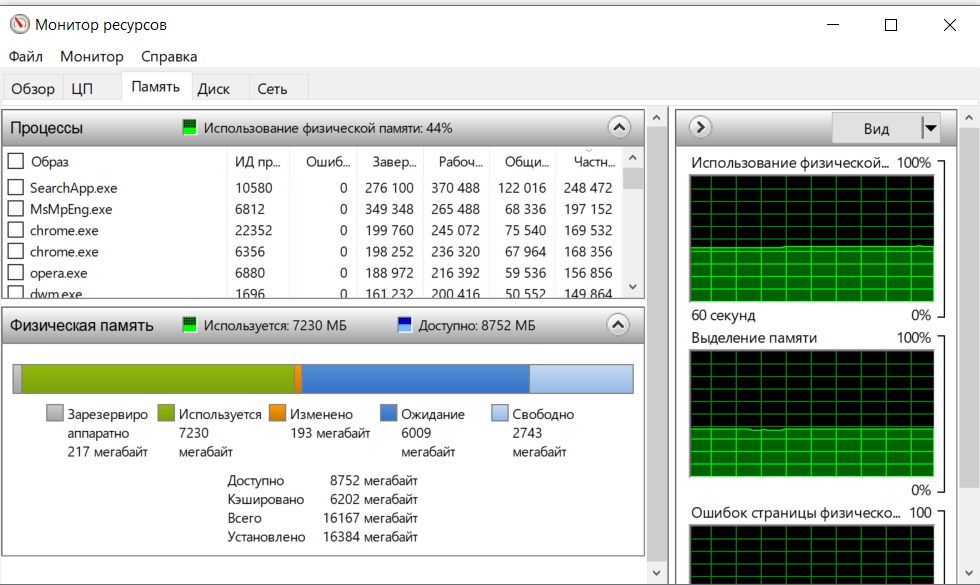 Монитор ресурсов
Файл Монитор Справка
Обзор ЦП Память Диск Сеть
Процессы Использование физической памяти: 44%
Образ ИД пр... Ошиб... Завер... Рабоч... Общи... Частн...
SearchApp.exe 10580 0 276 100 370 488 122 016 248 472
MsMpEng.exe 6812 0 349 348 265 488 68 336 197 152
chrome.exe 22352 0 199 760 245 072 75 540 169 532
chrome.exe 6356 0 198 252 236 320 67 964 168 356
opera.exe 6880 0 188 972 216 392 59 536 156 856
dwm.exe 1696 0 161 232 200 416 50 552 149 864
Физическая память Используется: 7230 МБ Доступно: 8752 МБ
Зарезервиро Используется Изменено Ожидание Свободно
аппаратно 7230 193 мегабайт 6009 2743
217 мегабайт мегабайт мегабайт мегабайт
Доступно 8752 мегабайт
Кэшировано 6202 мегабайт
Всего 16167 мегабайт
Установлено 16384 мегабайт
Вид
Использование физической... 100%
60 секунд 0%
Выделение памяти 100%
0%
Ошибок страницы физическо... 100